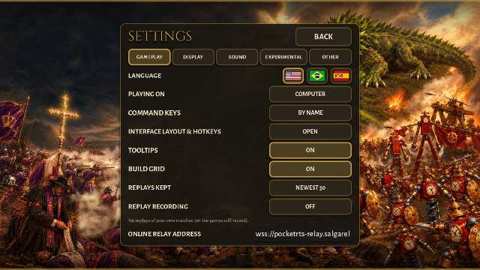 SETTINGS
BACK
GAMEPLAY
DISPLAY
SOUND
EXPERIMENTAL
OTHER
LANGUAGE
PLAYING ON
COMPUTER
COMMAND KEYS
BY NAME
INTERFACE LAYOUT & HOTKEYS
OPEN
TOOLTIPS
ON
BUILD GRID
ON
REPLAYS KEPT
NEWEST 50
REPLAY RECORDING
OFF
ONLINE RELAY ADDRESS
wss://pocketrts-relay.salgarel